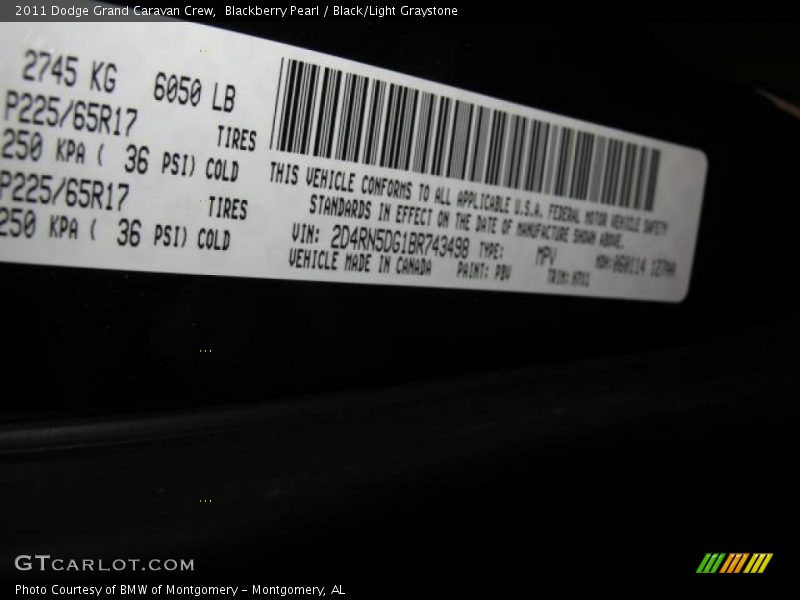 2011 Dodge Grand Caravan Crew, Blackberry Pearl / Black/Light Graystone
2745 KG 6050 LB
P225/65R17 TIRES
250 KPA ( 36 PSI) COLD
P225/65R17 TIRES
250 KPA ( 36 PSI) COLD
THIS VEHICLE CONFORMS TO ALL APPLICABLE U.S.A. FEDERAL MOTOR VEHICLE SAFETY
STANDARDS IN EFFECT ON THE DATE OF MANUFACTURE SHOWN ABOVE.
VIN: 2D4RN5DG1BR743498 TYPE: MPV
VEHICLE MADE IN CANADA PAINT: PBV TRIM:
GTCARLOT.COM
Photo Courtesy of BMW of Montgomery – Montgomery, AL